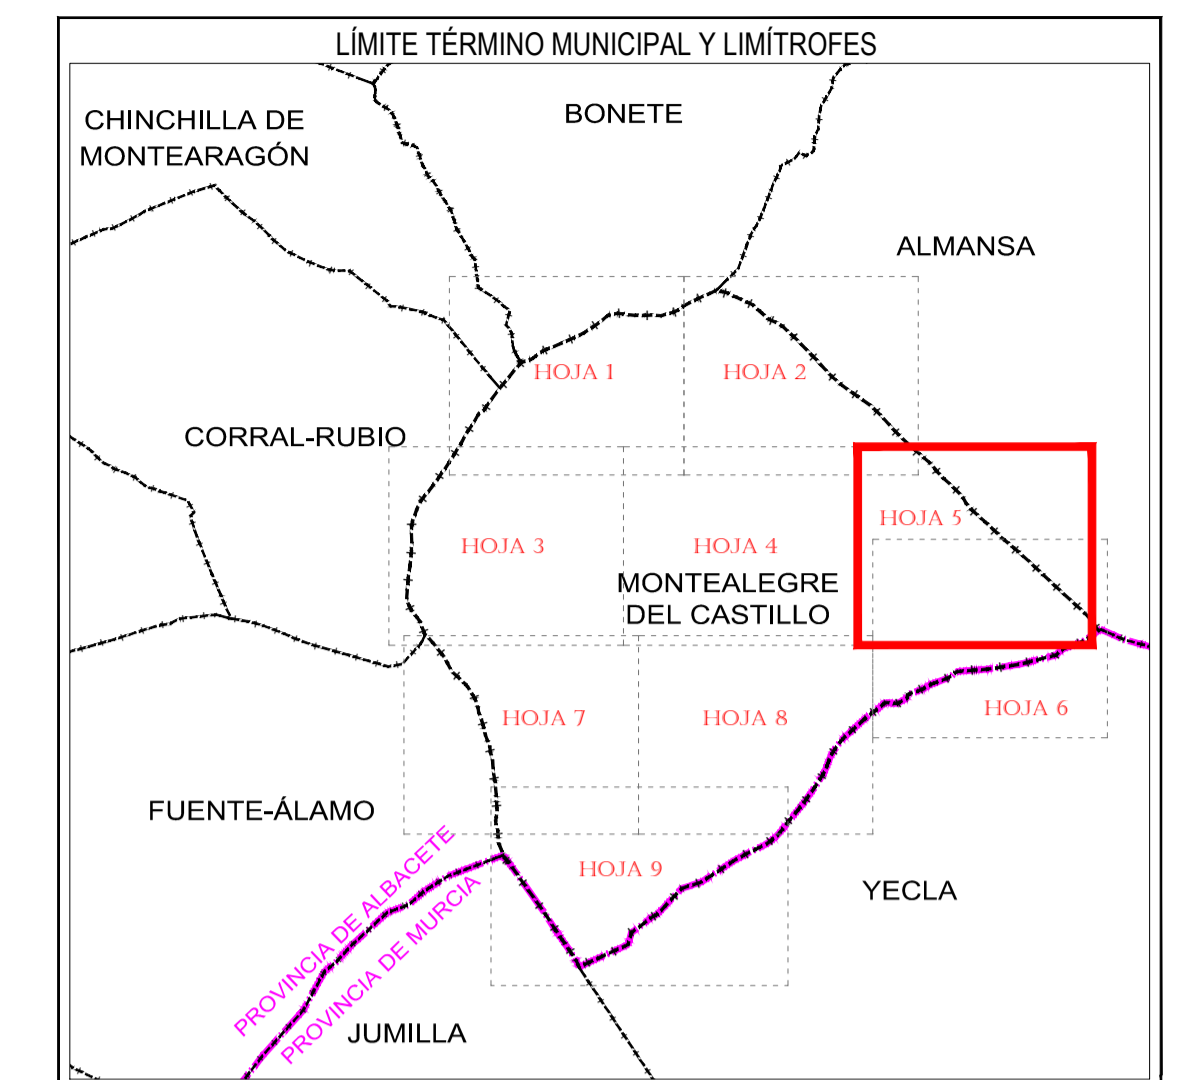 LÍMITE TÉRMINO MUNICIPAL Y LIMÍTROFES
CHINCHILLA DE
MONTEARAGÓN
BONETE
ALMANSA
HOJA 1
HOJA 2
CORRAL-RUBIO
HOJA 3
HOJA 4
HOJA 5
MONTEALEGRE
DEL CASTILLO
HOJA 7
HOJA 8
HOJA 6
FUENTE-ÁLAMO
HOJA 9
YECLA
PROVINCIA DE ALBACETE
PROVINCIA DE MURCIA
JUMILLA